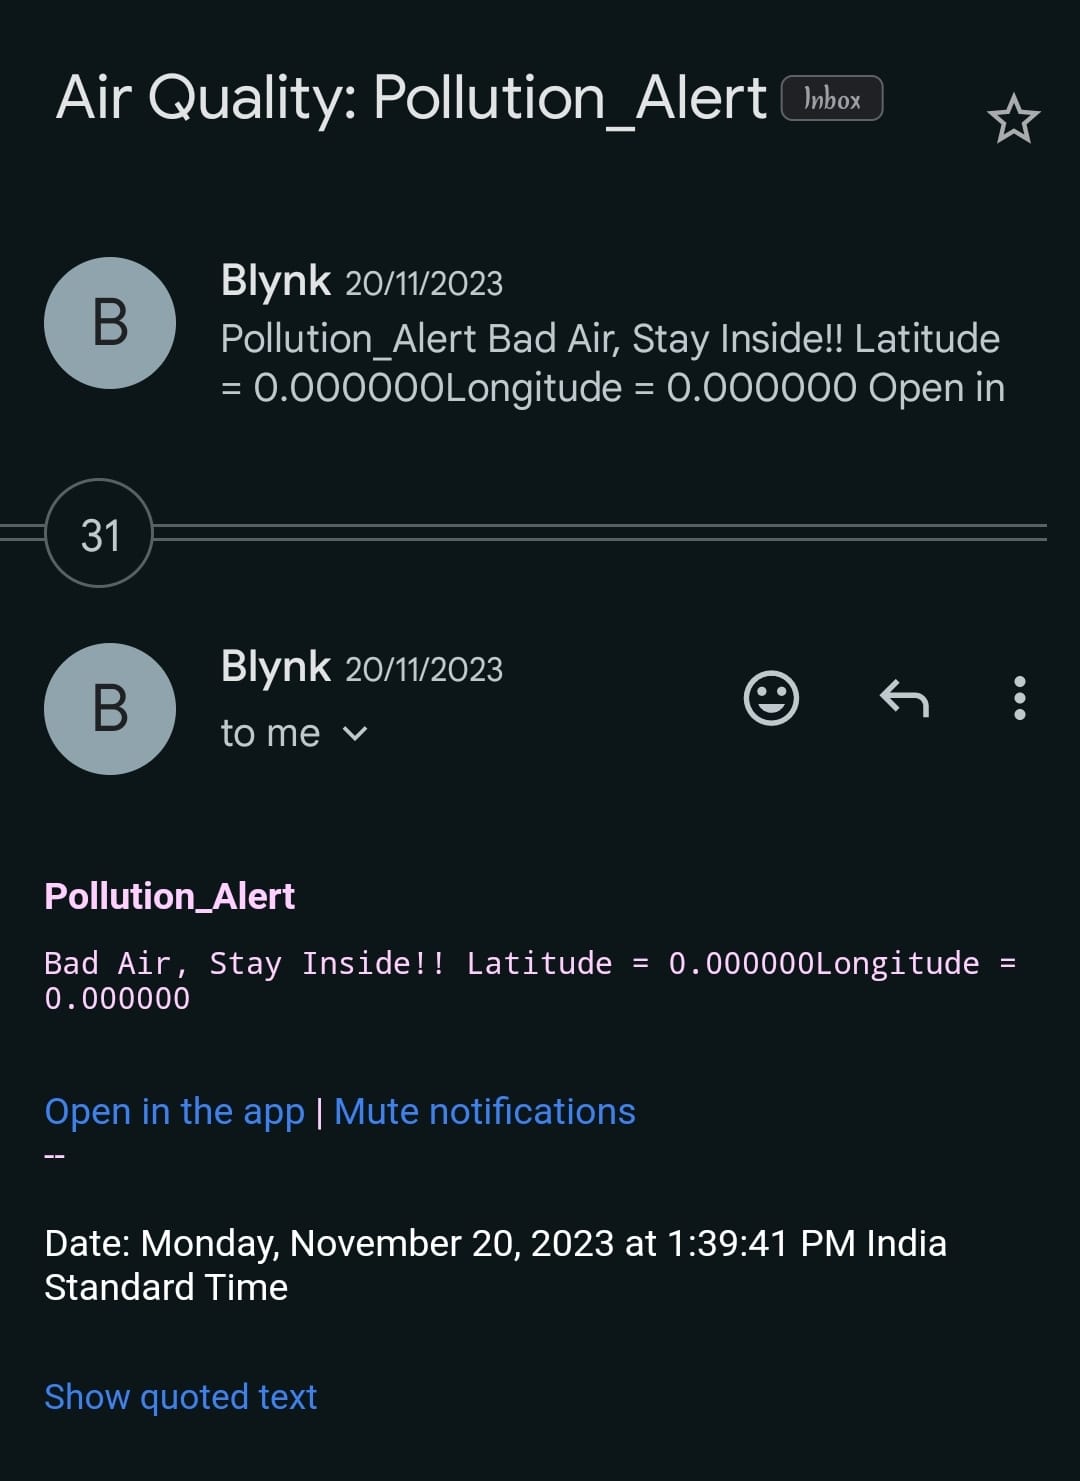 Air Quality: Pollution_Alert Inbox
B
Blynk 20/11/2023
Pollution_Alert Bad Air, Stay Inside!! Latitude
= 0.000000Longitude = 0.000000 Open in
31
B
Blynk 20/11/2023
to me
Pollution_Alert
Bad Air, Stay Inside!! Latitude = 0.000000Longitude =
0.000000
Open in the app | Mute notifications
--
Date: Monday, November 20, 2023 at 1:39:41 PM India
Standard Time
Show quoted text